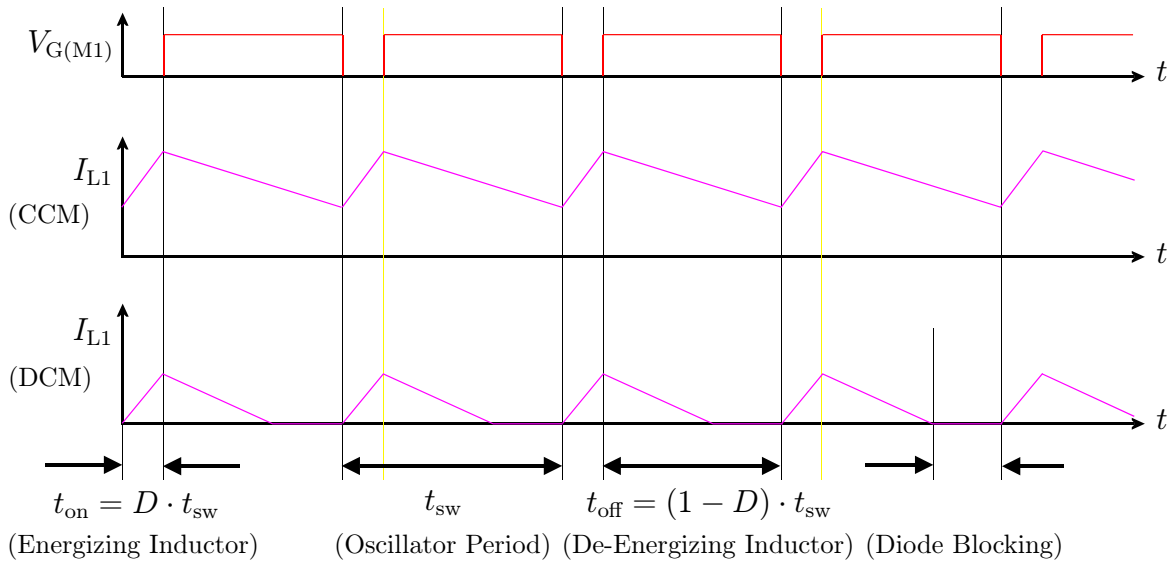 V_G(M1)
t
I_L1
(CCM)
t
I_L1
(DCM)
t
t_on = D · t_sw
t_sw
t_off = (1 − D) · t_sw
(Energizing Inductor)
(Oscillator Period)
(De-Energizing Inductor)
(Diode Blocking)